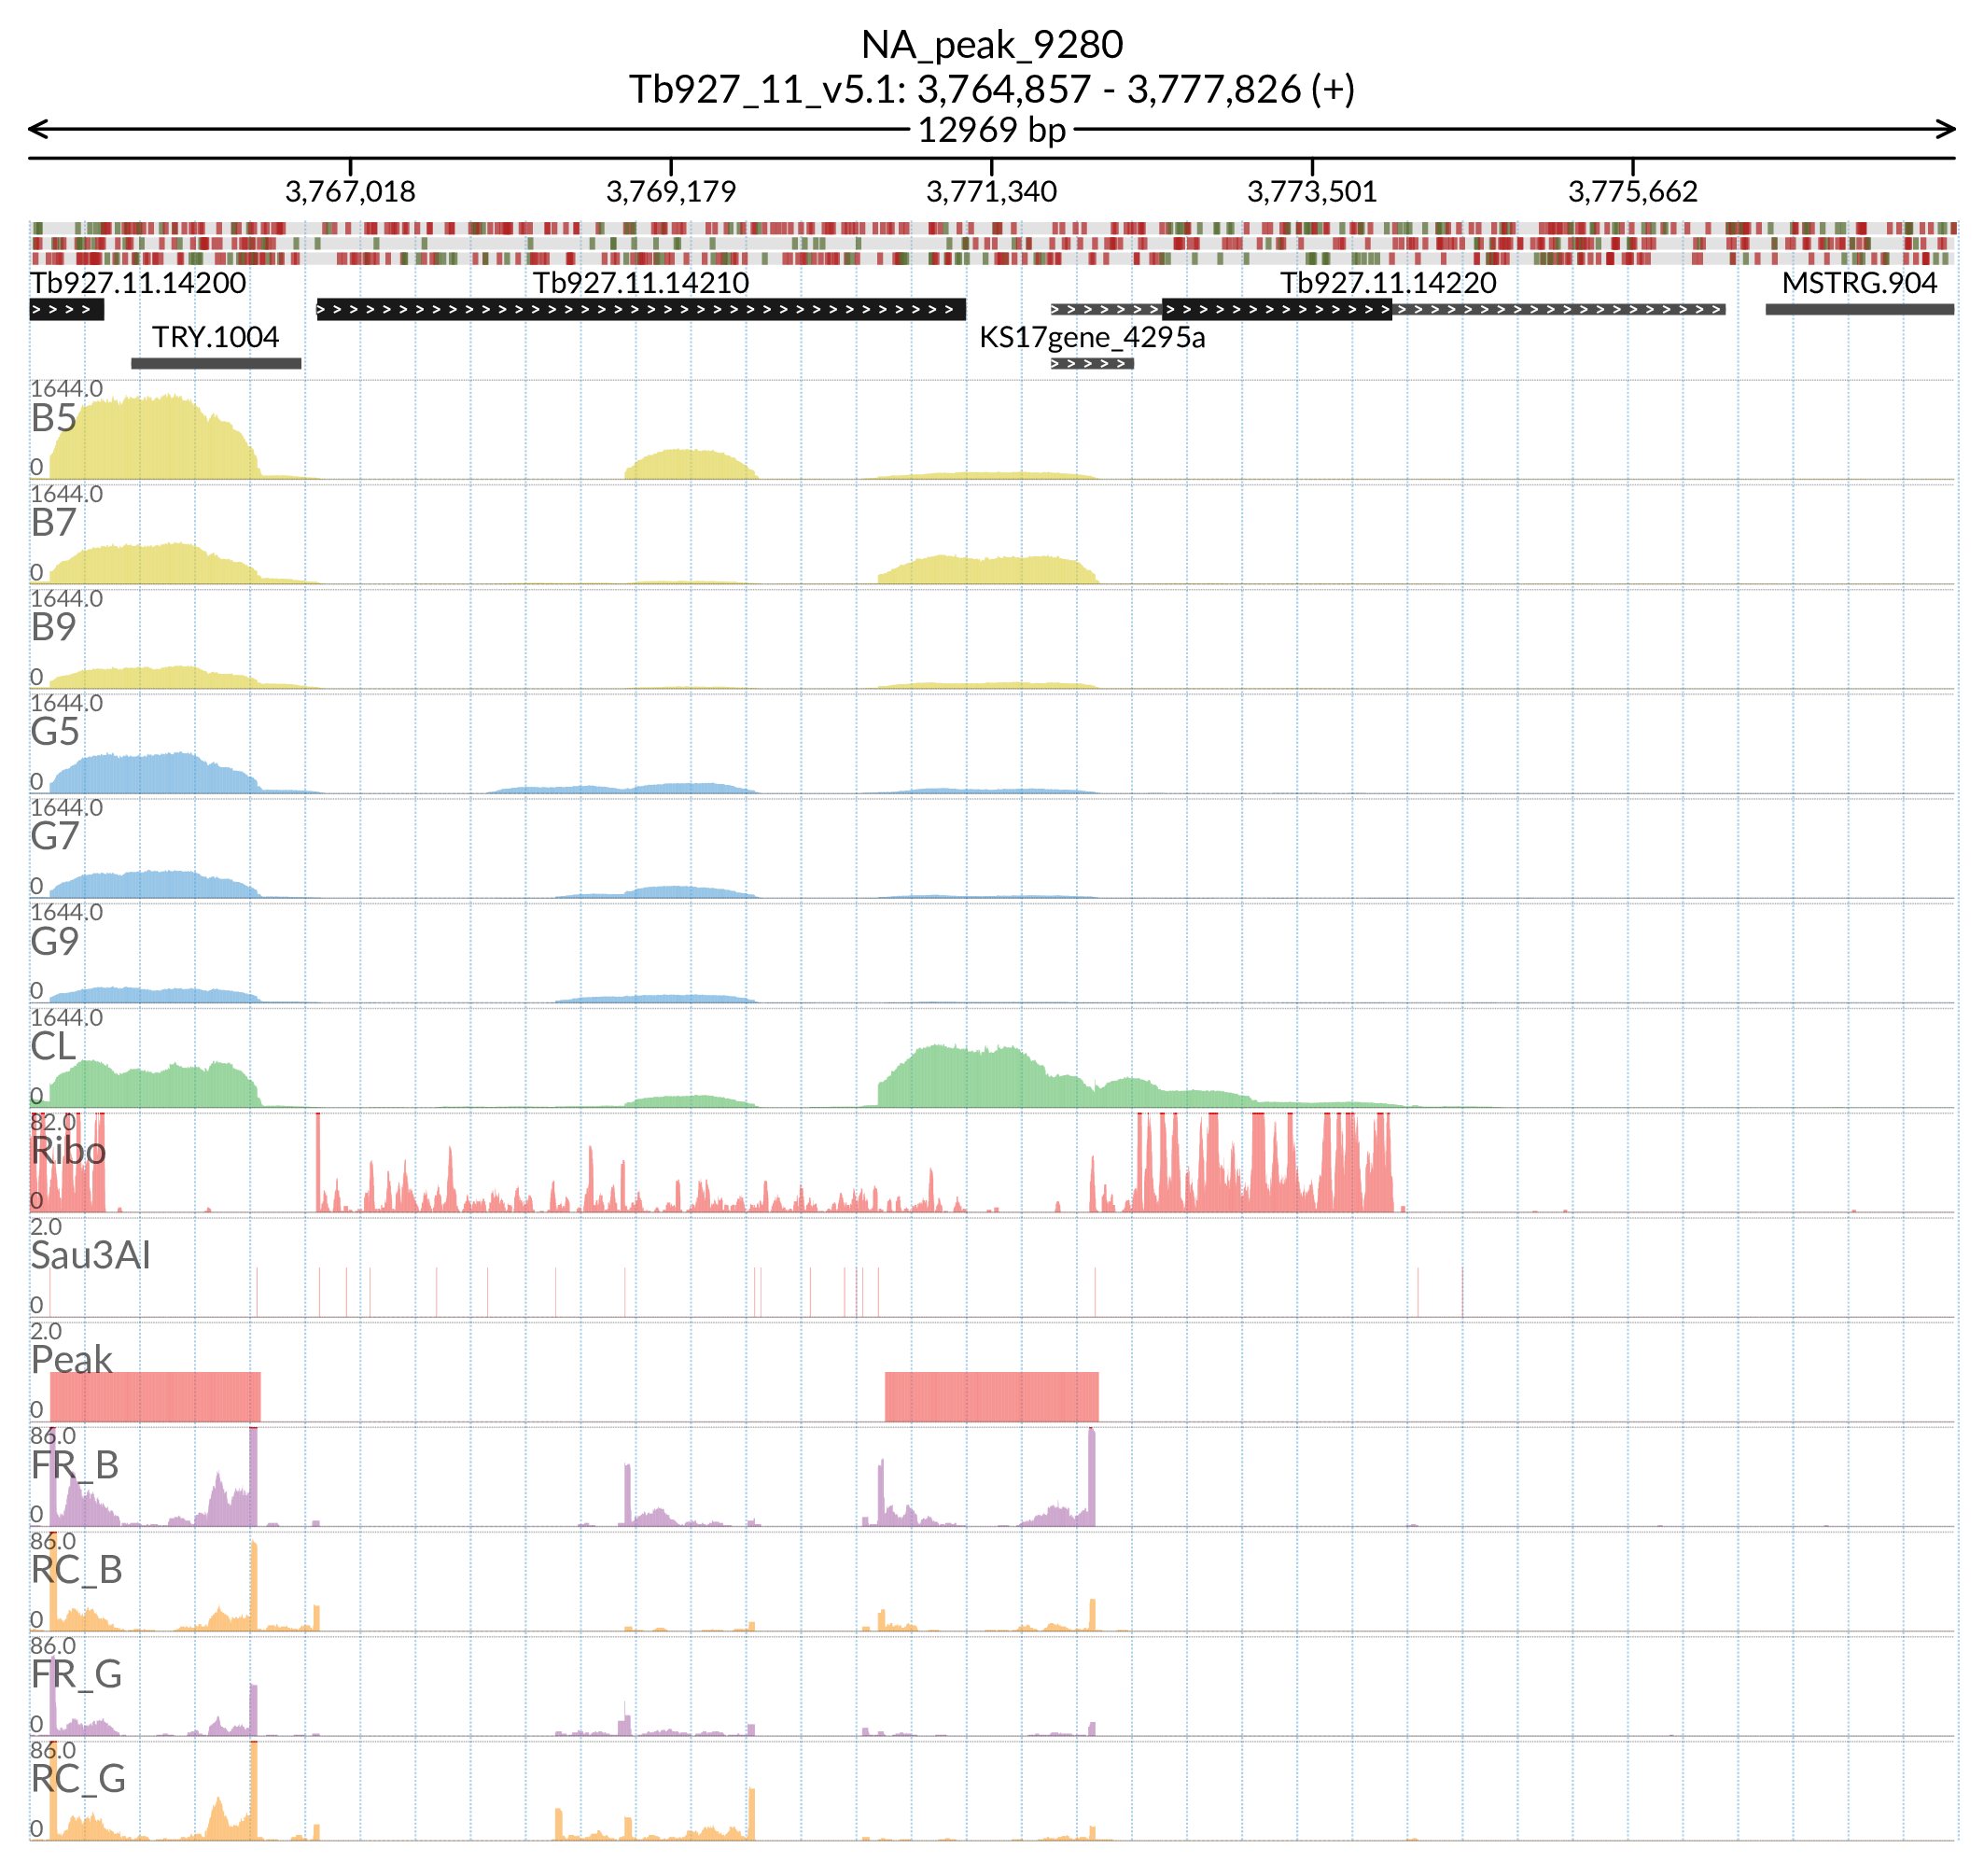 NA_peak_9280
Tb927_11_v5.1: 3,764,857 - 3,777,826 (+)
12969 bp
3,767,018 3,769,179 3,771,340 3,773,501 3,775,662
Tb927.11.14200 Tb927.11.14210 Tb927.11.14220 MSTRG.904
TRY.1004 KS17gene_4295a
1644.0
B5
0
1644.0
B7
0
1644.0
B9
0
1644.0
G5
0
1644.0
G7
0
1644.0
G9
0
1644.0
CL
0
82.0
Ribo
0
2.0
Sau3AI
0
2.0
Peak
0
86.0
FR_B
0
86.0
RC_B
0
86.0
FR_G
0
86.0
RC_G
0